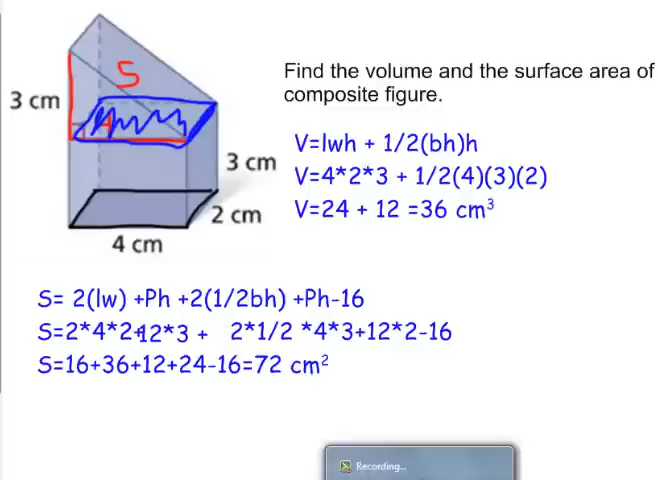 5
3 cm
4
3 cm
2 cm
4 cm
Find the volume and the surface area of
composite figure.
V=lwh + 1/2(bh)h
V=4*2*3 + 1/2(4)(3)(2)
V=24 + 12 =36 cm³
S= 2(lw) +Ph +2(1/2bh) +Ph-16
S=2*4*2+12*3 + 2*1/2 *4*3+12*2-16
S=16+36+12+24-16=72 cm²
Recording...